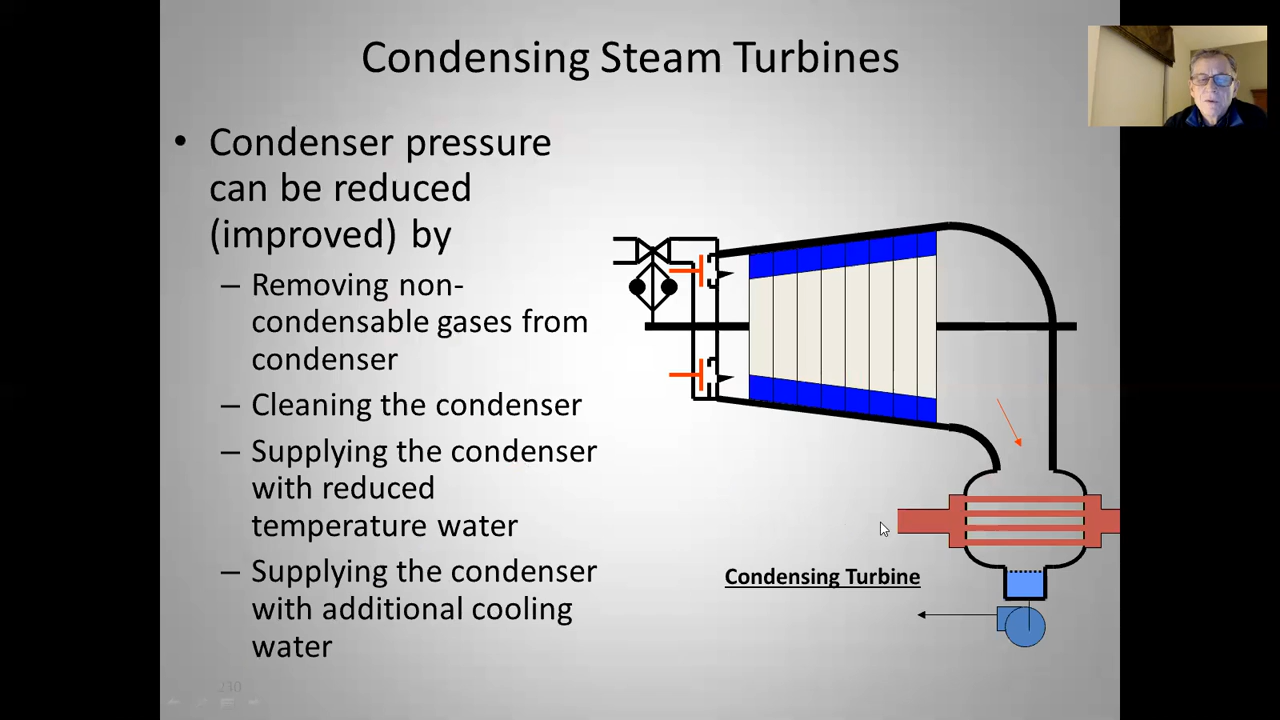 Condensing Steam Turbines
• Condenser pressure
can be reduced
(improved) by
– Removing non-
condensable gases from
condenser
– Cleaning the condenser
– Supplying the condenser
with reduced
temperature water
– Supplying the condenser
with additional cooling
water
Condensing Turbine
230